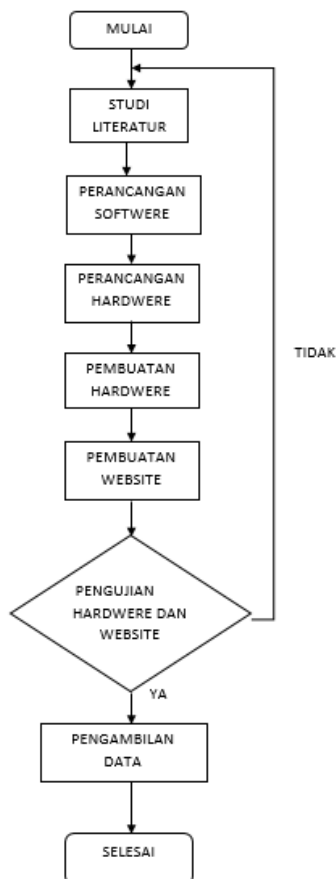 MULAI
STUDI
LITERATUR
PERANCANGAN
SOFTWERE
PERANCANGAN
HARDWERE
TIDAK
PEMBUATAN
HARDWERE
PEMBUATAN
WEBSITE
PENGUJIAN
HARDWERE DAN
WEBSITE
YA
PENGAMBILAN
DATA
SELESAI